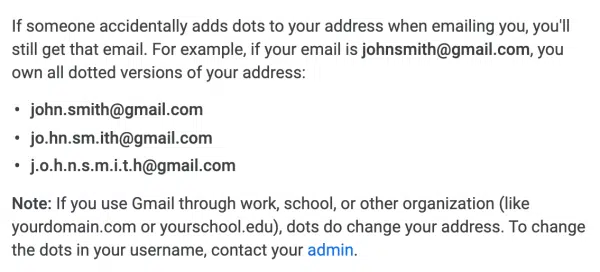 If someone accidentally adds dots to your address when emailing you, you'll
still get that email. For example, if your email is johnsmith@gmail.com, you
own all dotted versions of your address:
• john.smith@gmail.com
• jo.hn.sm.ith@gmail.com
• j.o.h.n.s.m.i.t.h@gmail.com
Note: If you use Gmail through work, school, or other organization (like
yourdomain.com or yourschool.edu), dots do change your address. To change
the dots in your username, contact your admin.